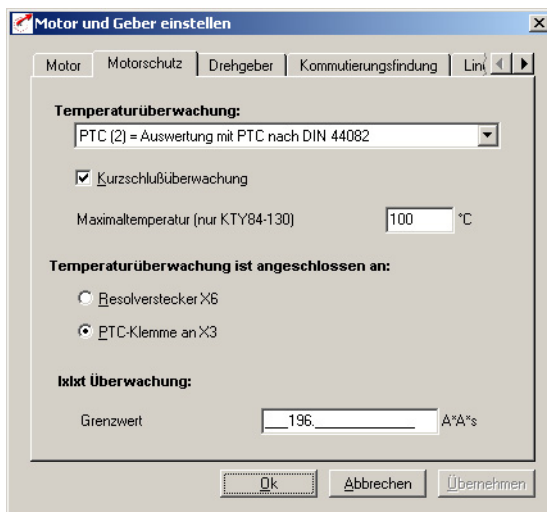 Motor und Geber einstellen
Motor Motorschutz Drehgeber Kommutierungsfindung
Temperaturüberwachung:
PTC (2) = Auswertung mit PTC nach DIN 44082
Kurzschlußüberwachung
Maximaltemperatur (nur KTY84-130) 100 °C
Temperaturüberwachung ist angeschlossen an:
Resolverstecker X6
PTC-Klemme an X3
IxIxt Überwachung:
Grenzwert ___196.______________ A*A*s
Ok Abbrechen Übernehmen